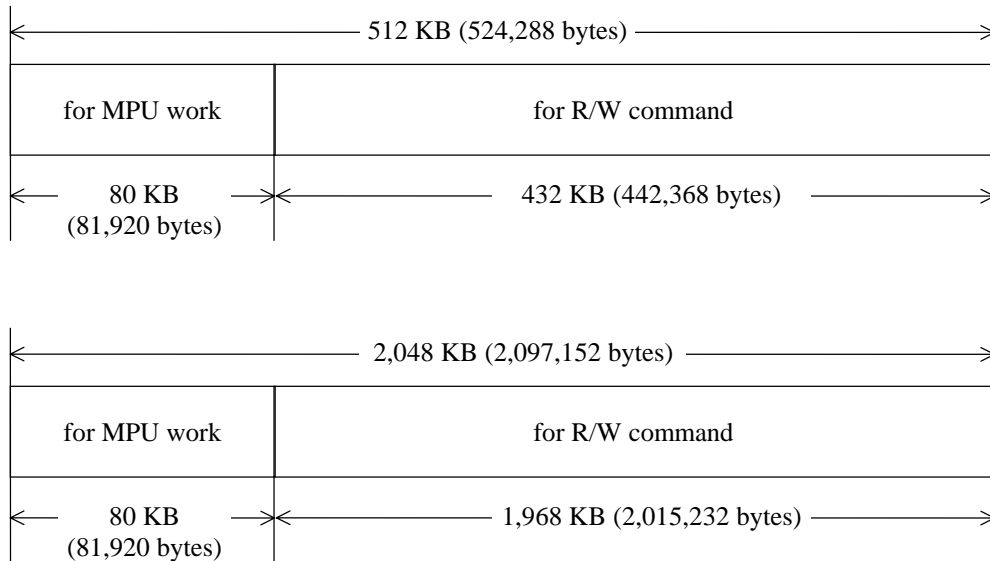 512 KB (524,288 bytes)
for MPU work
for R/W command
80 KB
(81,920 bytes)
432 KB (442,368 bytes)
2,048 KB (2,097,152 bytes)
for MPU work
for R/W command
80 KB
(81,920 bytes)
1,968 KB (2,015,232 bytes)